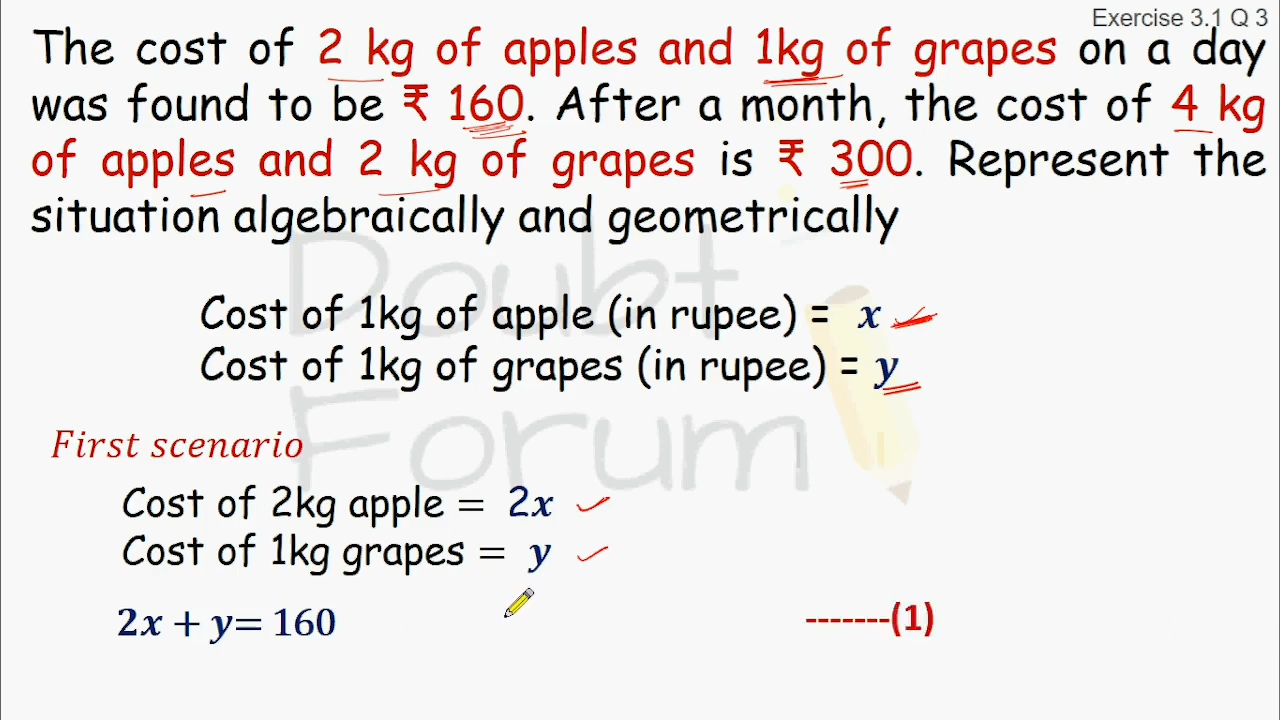 Exercise 3.1 Q 3
The cost of 2 kg of apples and 1kg of grapes on a day
was found to be ₹ 160. After a month, the cost of 4 kg
of apples and 2 kg of grapes is ₹ 300. Represent the
situation algebraically and geometrically
Doubt
Forum
Cost of 1kg of apple (in rupee) = x
Cost of 1kg of grapes (in rupee) = y
First scenario
Cost of 2kg apple = 2x
Cost of 1kg grapes = y
2x + y= 160 -------(1)